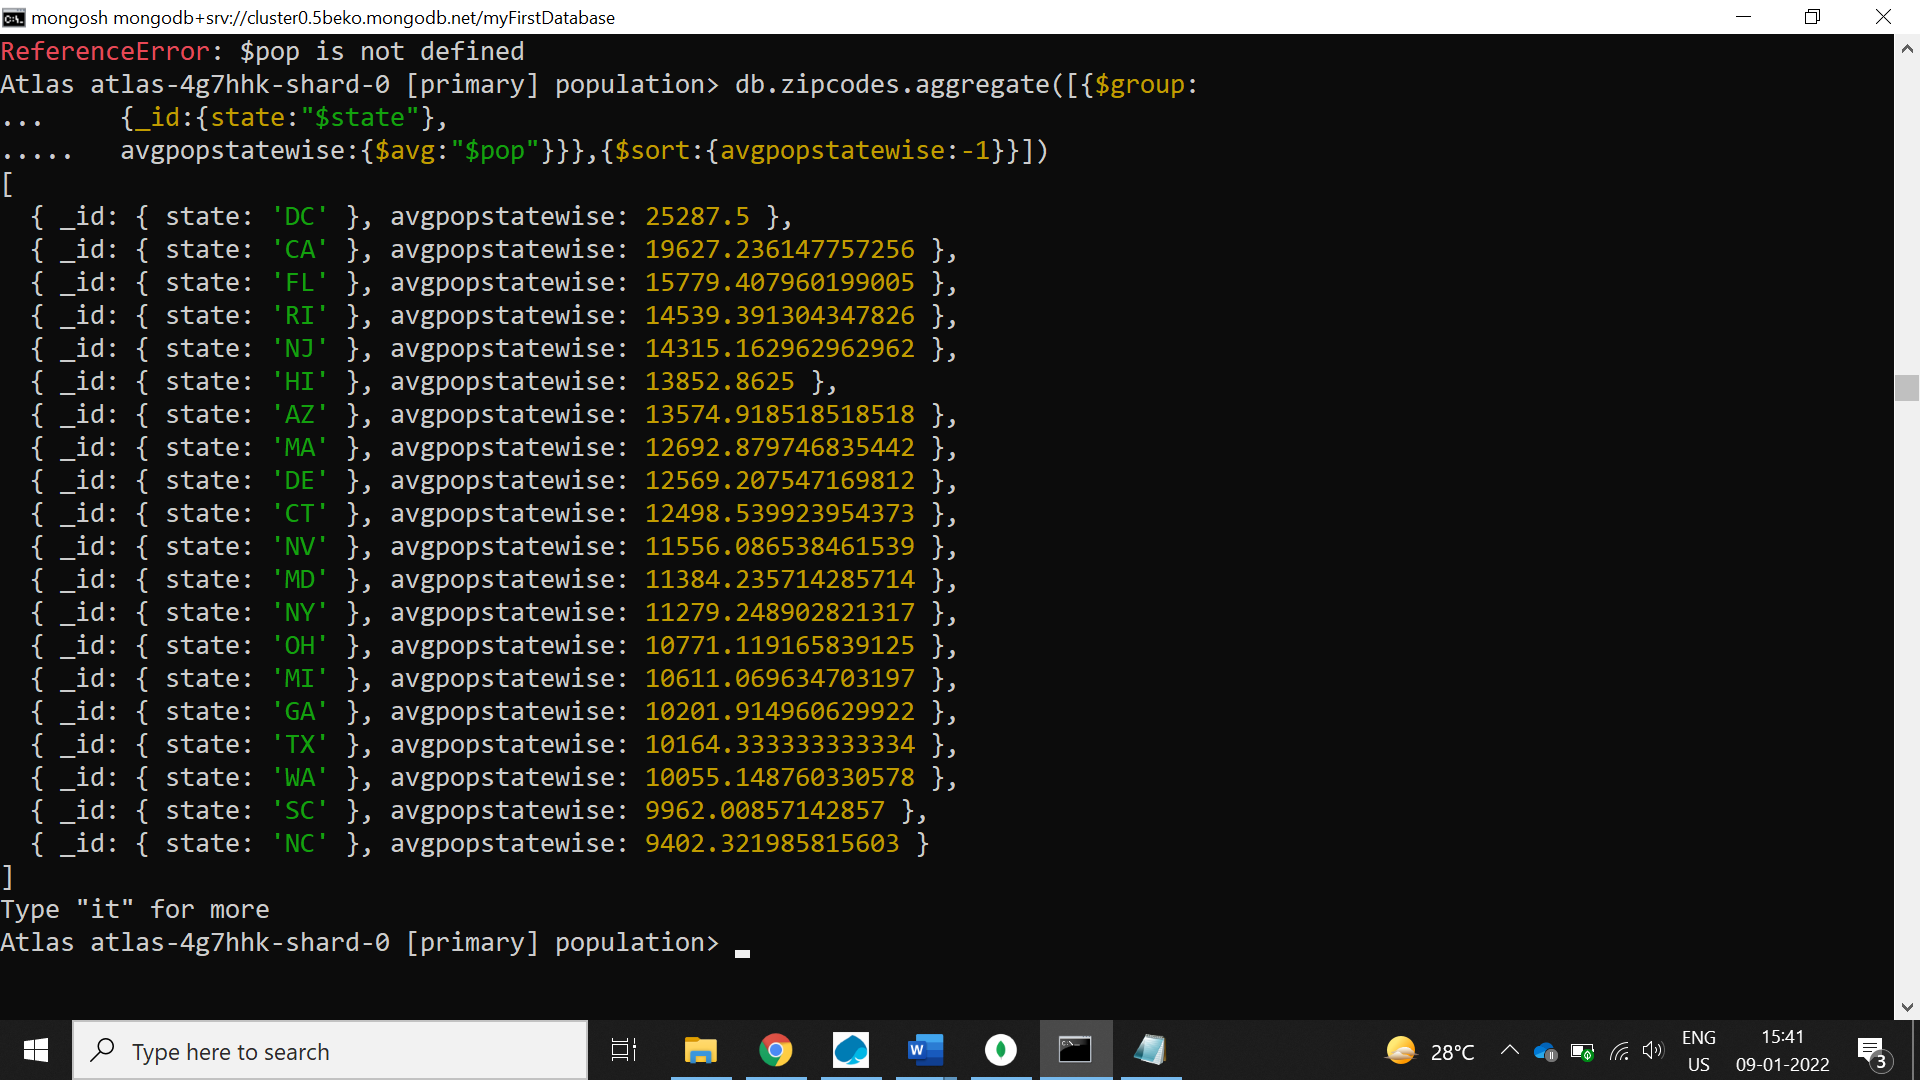 mongosh mongodb+srv://cluster0.5beko.mongodb.net/myFirstDatabase
ReferenceError: $pop is not defined
Atlas atlas-4g7hhk-shard-0 [primary] population> db.zipcodes.aggregate([{$group:
...     {_id:{state:"$state"},
.....   avgpopstatewise:{$avg:"$pop"}}},{$sort:{avgpopstatewise:-1}}])
[
  { _id: { state: 'DC' }, avgpopstatewise: 25287.5 },
  { _id: { state: 'CA' }, avgpopstatewise: 19627.236147757256 },
  { _id: { state: 'FL' }, avgpopstatewise: 15779.407960199005 },
  { _id: { state: 'RI' }, avgpopstatewise: 14539.391304347826 },
  { _id: { state: 'NJ' }, avgpopstatewise: 14315.162962962962 },
  { _id: { state: 'HI' }, avgpopstatewise: 13852.8625 },
  { _id: { state: 'AZ' }, avgpopstatewise: 13574.918518518518 },
  { _id: { state: 'MA' }, avgpopstatewise: 12692.879746835442 },
  { _id: { state: 'DE' }, avgpopstatewise: 12569.207547169812 },
  { _id: { state: 'CT' }, avgpopstatewise: 12498.539923954373 },
  { _id: { state: 'NV' }, avgpopstatewise: 11556.086538461539 },
  { _id: { state: 'MD' }, avgpopstatewise: 11384.235714285714 },
  { _id: { state: 'NY' }, avgpopstatewise: 11279.248902821317 },
  { _id: { state: 'OH' }, avgpopstatewise: 10771.119165839125 },
  { _id: { state: 'MI' }, avgpopstatewise: 10611.069634703197 },
  { _id: { state: 'GA' }, avgpopstatewise: 10201.914960629922 },
  { _id: { state: 'TX' }, avgpopstatewise: 10164.333333333334 },
  { _id: { state: 'WA' }, avgpopstatewise: 10055.148760330578 },
  { _id: { state: 'SC' }, avgpopstatewise: 9962.00857142857 },
  { _id: { state: 'NC' }, avgpopstatewise: 9402.321985815603 }
]
Type "it" for more
Atlas atlas-4g7hhk-shard-0 [primary] population>
Type here to search
W
28°C
ENG
US
15:41
09-01-2022
3